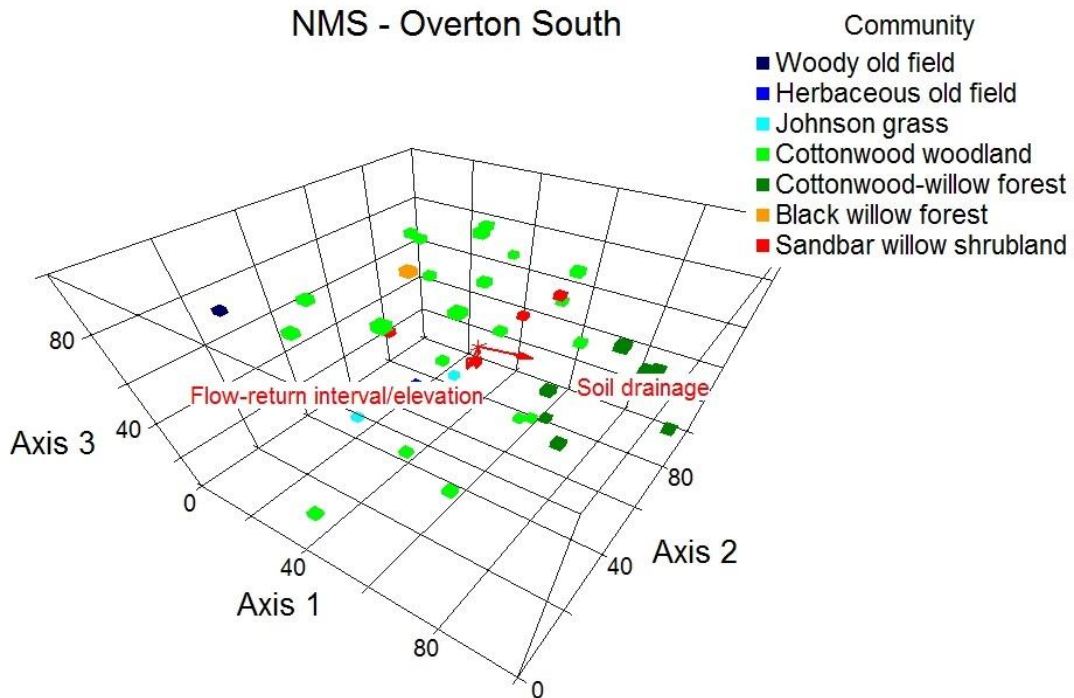 NMS - Overton South
Community
Woody old field
Herbaceous old field
Johnson grass
Cottonwood woodland
Cottonwood-willow forest
Black willow forest
Sandbar willow shrubland
80
Flow-return interval/elevation
Soil drainage
Axis 3
40
80
0
Axis 2
40
40
Axis 1
80
0